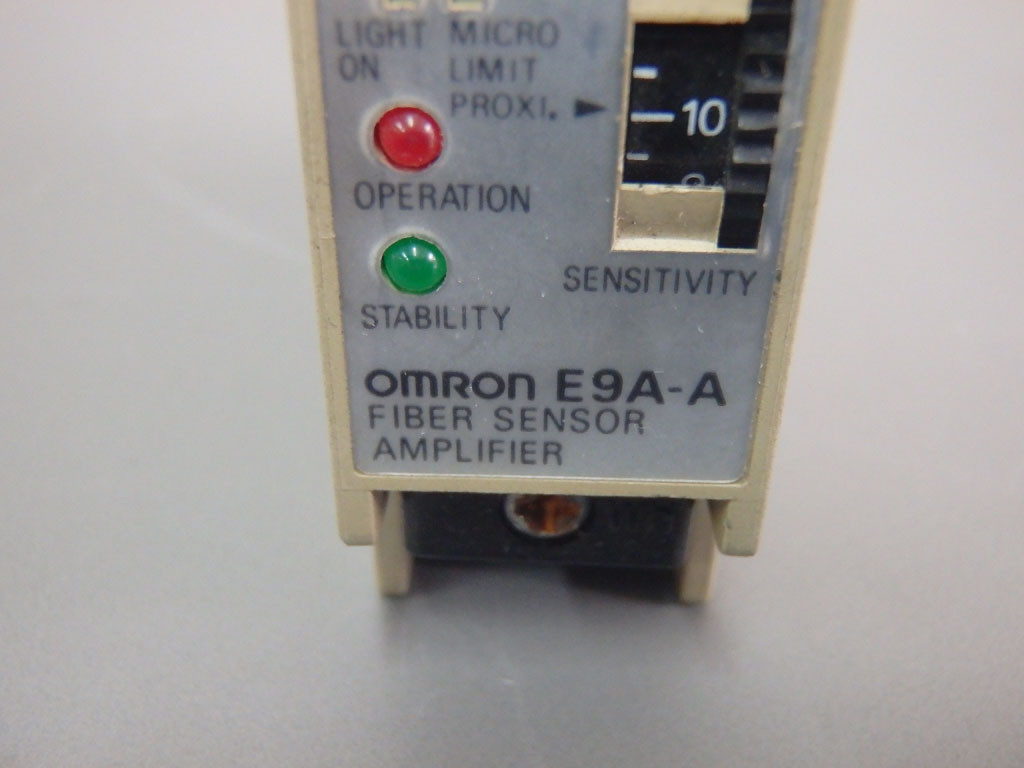 LIGHT ON
MICRO LIMIT PROXI.
10
OPERATION
SENSITIVITY
STABILITY
OMRON E9A-A
FIBER SENSOR
AMPLIFIER